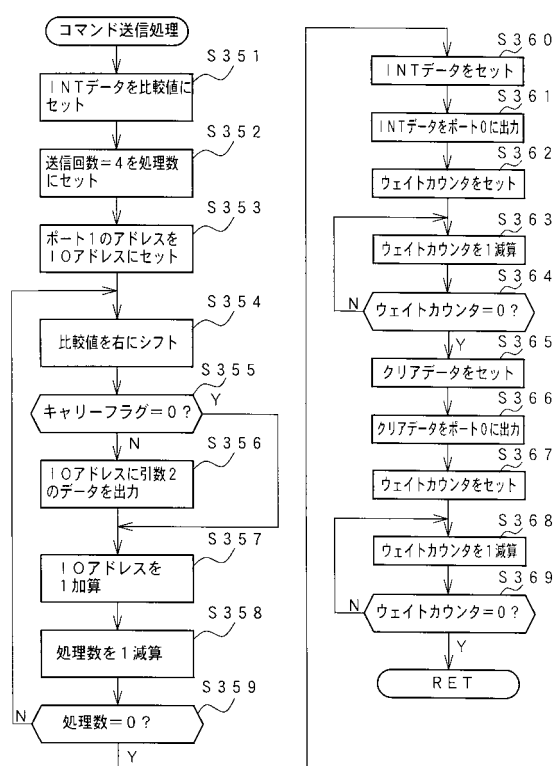 コマンド送信処理
S351
INTデータを比較値に
セット
S352
送信回数=4を処理数
にセット
S353
ポート1のアドレスを
IOアドレスにセット
S354
比較値を右にシフト
S355
キャリーフラグ=0?
Y
N
S356
IOアドレスに引数2
のデータを出力
S357
IOアドレスを
1加算
S358
処理数を1減算
S359
処理数=0?
N
Y
S360
INTデータをセット
S361
INTデータをポート0に出力
S362
ウェイトカウンタをセット
S363
ウェイトカウンタを1減算
S364
ウェイトカウンタ=0?
N
Y
S365
クリアデータをセット
S366
クリアデータをポート0に出力
S367
ウェイトカウンタをセット
S368
ウェイトカウンタを1減算
S369
ウェイトカウンタ=0?
N
Y
RET